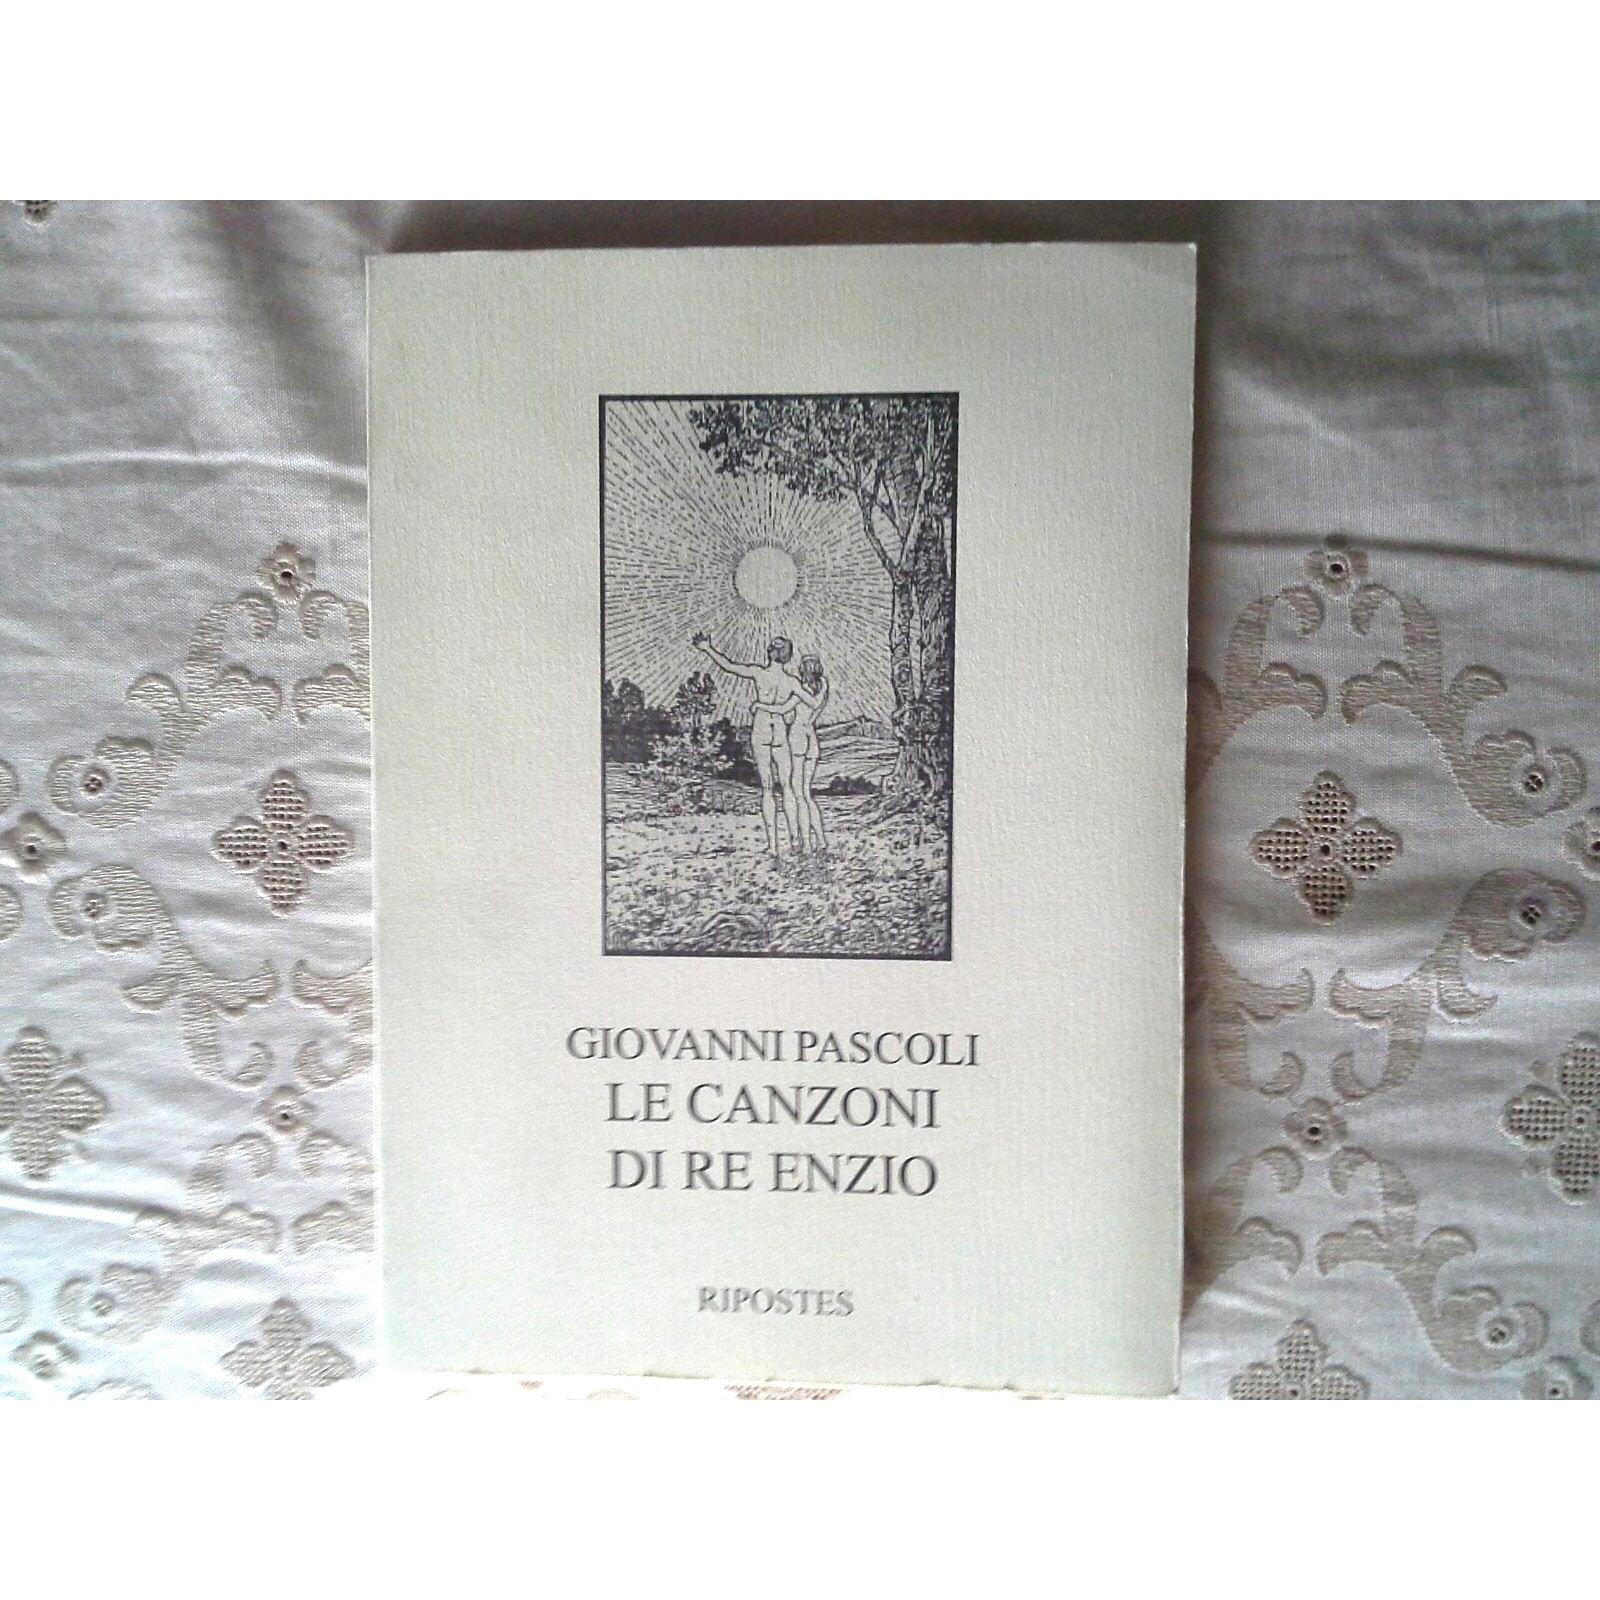 GIOVANNI PASCOLI
LE CANZONI
DI RE ENZIO
RIPOSTES